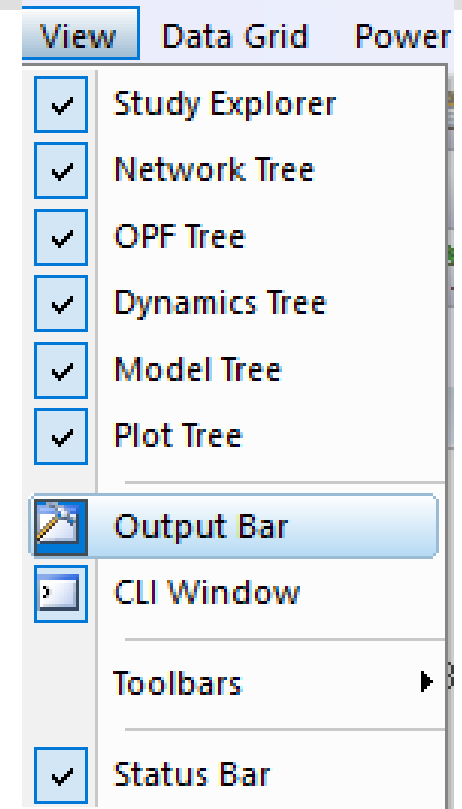 View Data Grid Power
Study Explorer
Network Tree
OPF Tree
Dynamics Tree
Model Tree
Plot Tree
Output Bar
CLI Window
Toolbars
Status Bar